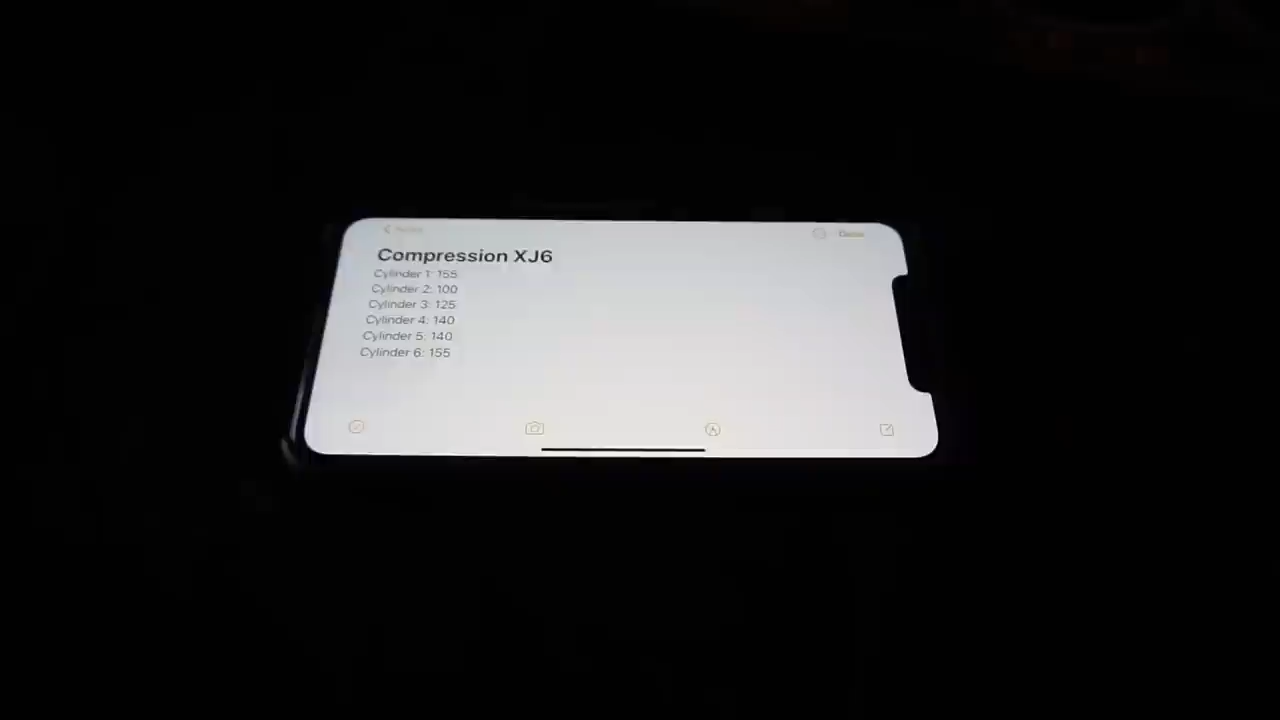 Done
Compression XJ6
Cylinder 1: 155
Cylinder 2: 100
Cylinder 3: 125
Cylinder 4: 140
Cylinder 5: 140
Cylinder 6: 155